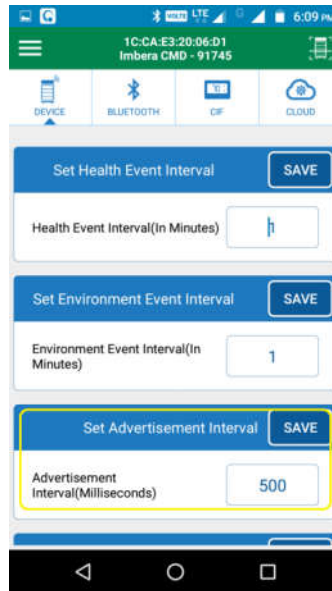 LTE G 6:09 PM
1C:CA:E3:20:06:D1
Imbera CMD - 91745
DEVICE BLUETOOTH CIF CLOUD
Set Health Event Interval SAVE
Health Event Interval(In Minutes) 1
Set Environment Event Interval SAVE
Environment Event Interval(In
Minutes) 1
Set Advertisement Interval SAVE
Advertisement
Interval(Milliseconds) 500